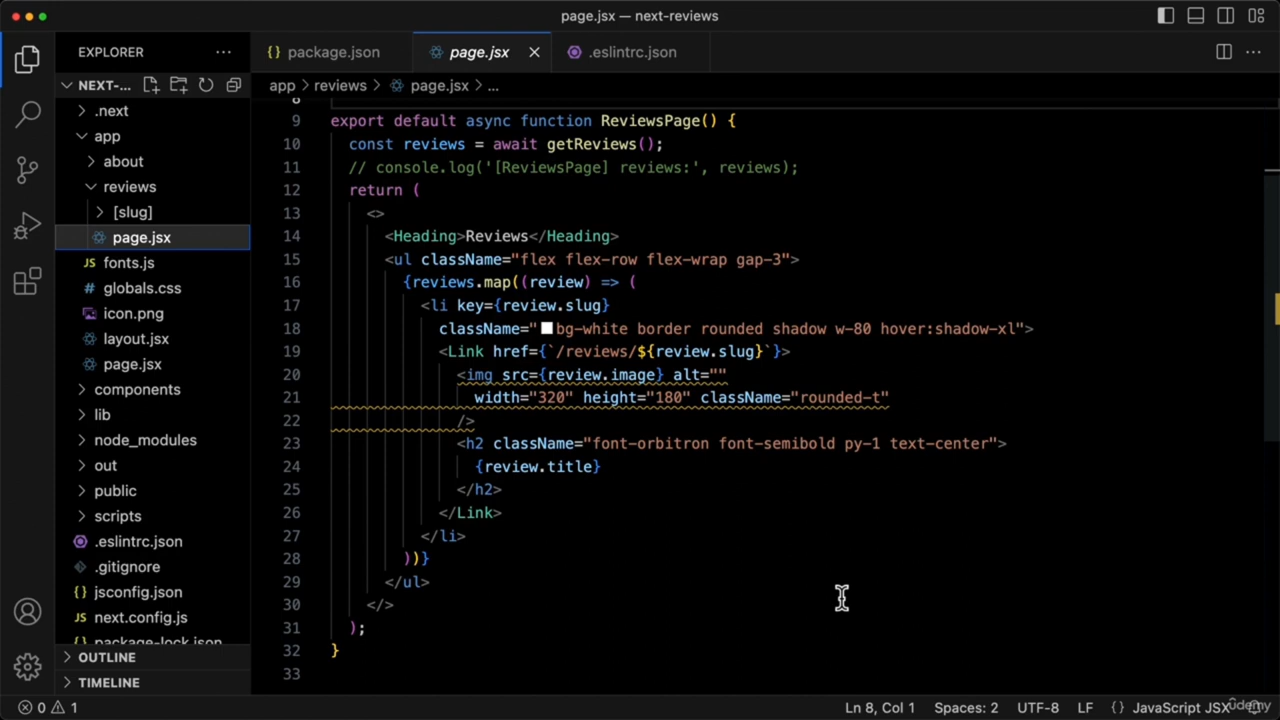 page.jsx — next-reviews
EXPLORER
{} package.json
page.jsx
.eslintrc.json
NEXT-...
app > reviews > page.jsx > ...
.next
app
about
reviews
[slug]
page.jsx
JS fonts.js
# globals.css
icon.png
layout.jsx
page.jsx
components
lib
node_modules
out
public
scripts
.eslintrc.json
.gitignore
{} jsconfig.json
JS next.config.js
{} package-lock.json
OUTLINE
TIMELINE
8
9 export default async function ReviewsPage() {
10 const reviews = await getReviews();
11 // console.log('[ReviewsPage] reviews:', reviews);
12 return (
13 <>
14 <Heading>Reviews</Heading>
15 <ul className="flex flex-row flex-wrap gap-3">
16 {reviews.map((review) => (
17 <li key={review.slug}
18 className="bg-white border rounded shadow w-80 hover:shadow-xl">
19 <Link href={`/reviews/${review.slug}`}>
20 <img src={review.image} alt=""
21 width="320" height="180" className="rounded-t"
22 />
23 <h2 className="font-orbitron font-semibold py-1 text-center">
24 {review.title}
25 </h2>
26 </Link>
27 </li>
28 ))}
29 </ul>
30 </>
31 );
32 }
33
0 1
Ln 8, Col 1
Spaces: 2
UTF-8
LF
{} JavaScript JSX
udemy